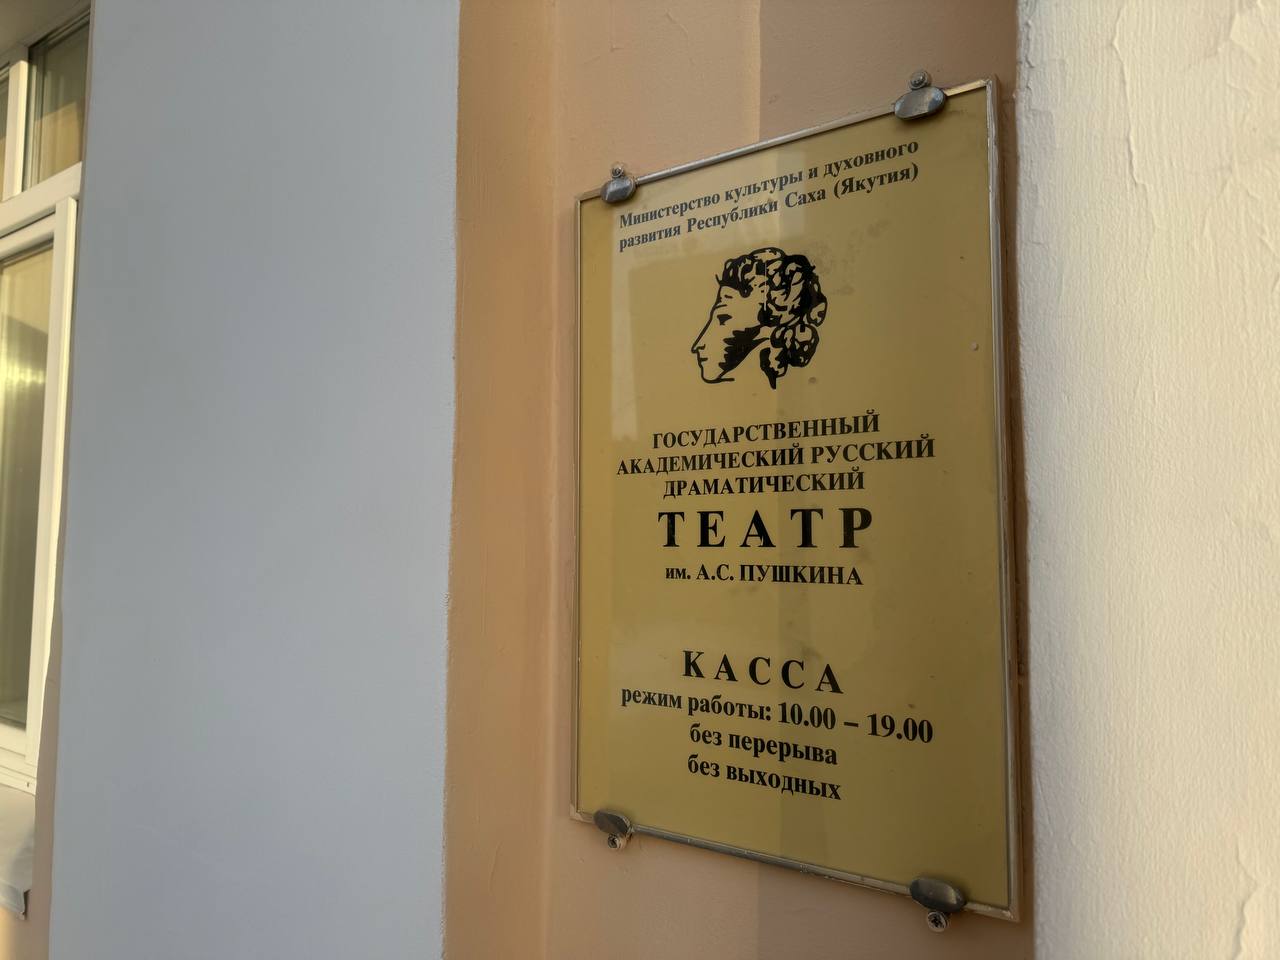 Министерство культуры и духовного
развития Республики Саха (Якутия)
ГОСУДАРСТВЕННЫЙ
АКАДЕМИЧЕСКИЙ РУССКИЙ
ДРАМАТИЧЕСКИЙ
ТЕАТР
им. А.С. ПУШКИНА
КАССА
режим работы: 10.00 – 19.00
без перерыва
без выходных